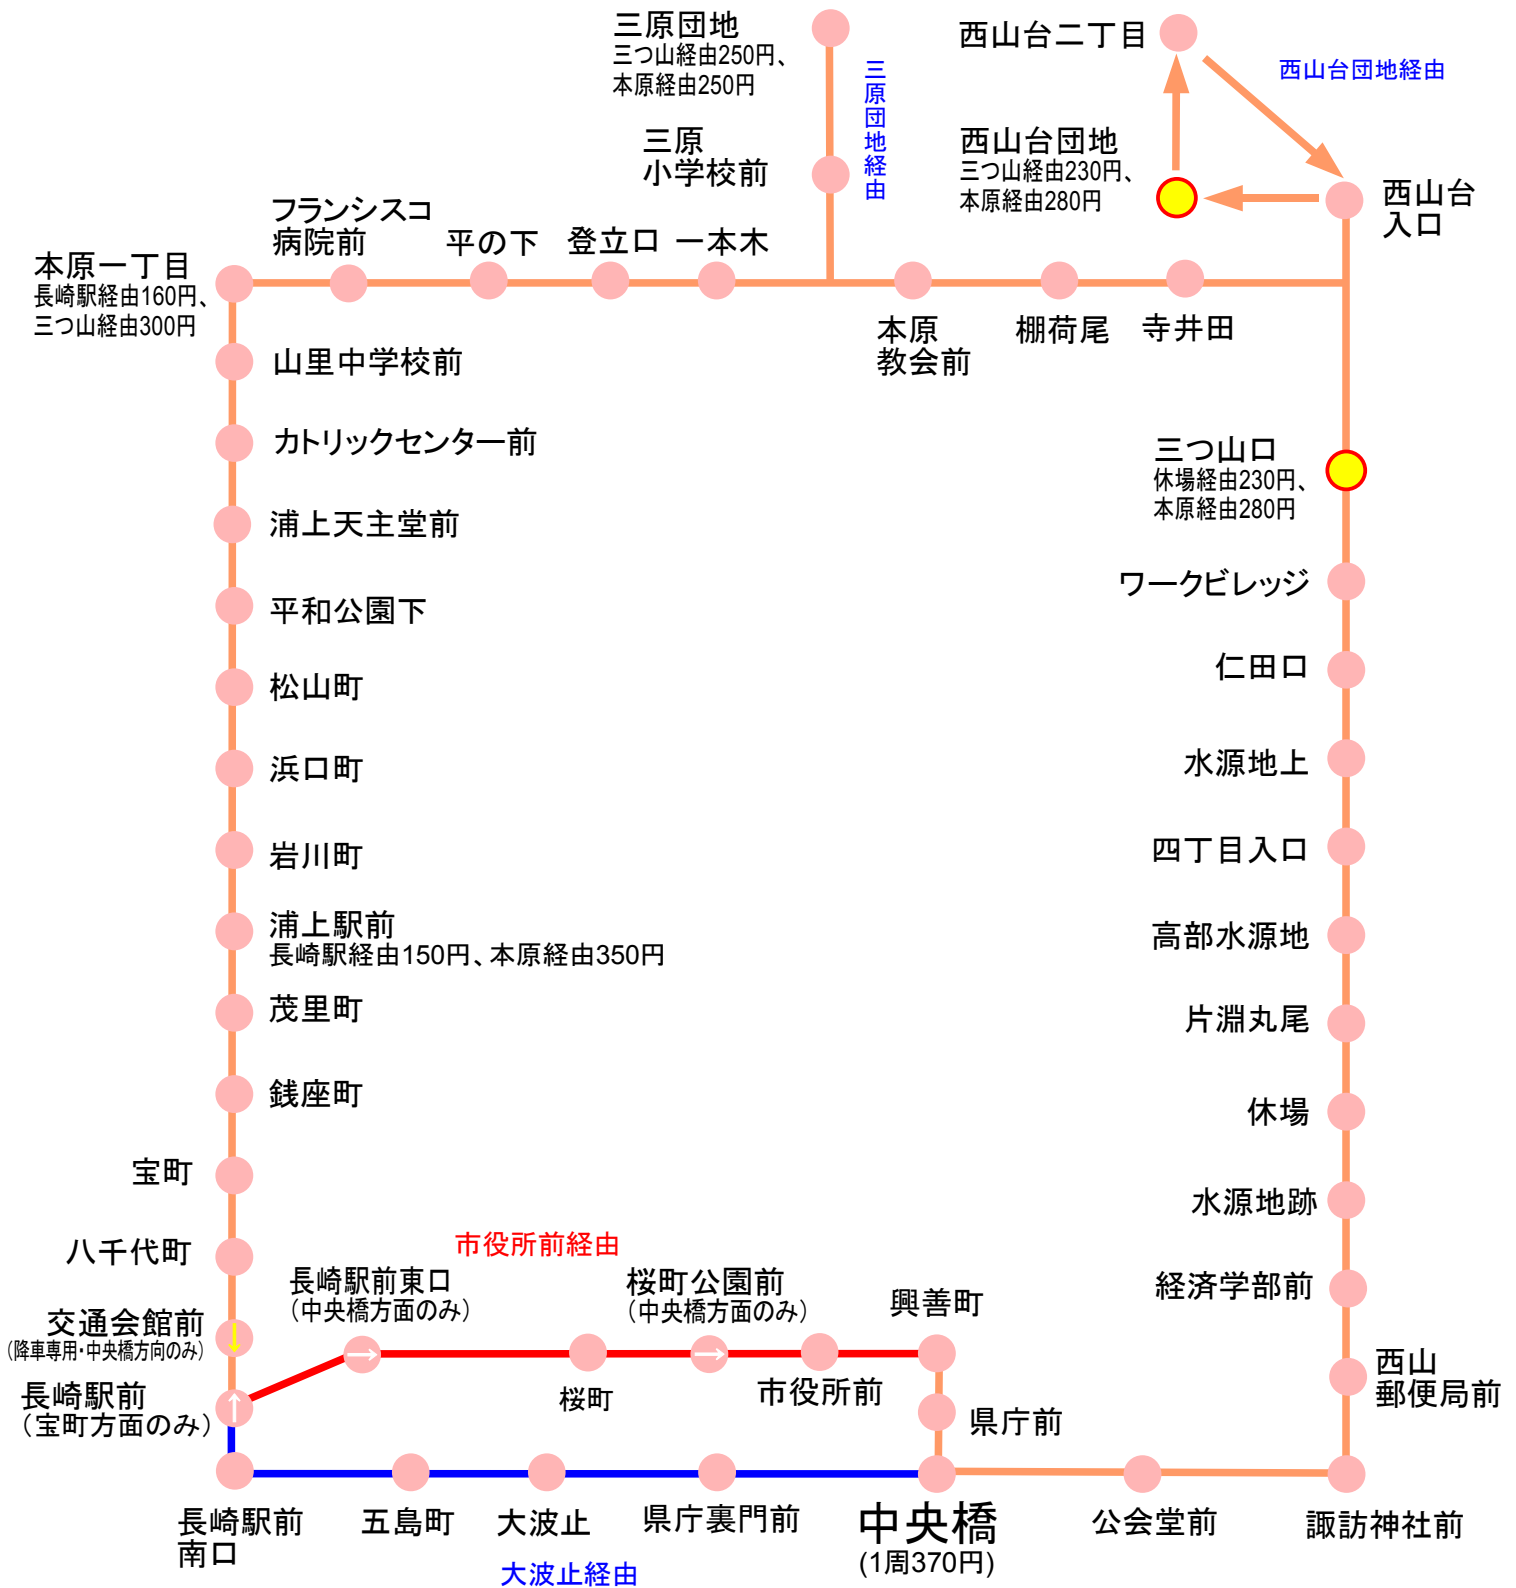 三原団地
三つ山経由250円、
本原経由250円
三原団地経由
西山台二丁目
西山台団地経由
三原
小学校前
西山台団地
三つ山経由230円、
本原経由280円
西山台
入口
フランシスコ
病院前
平の下
登立口
一本木
本原一丁目
長崎駅経由160円、
三つ山経由300円
本原
教会前
棚荷尾
寺井田
山里中学校前
カトリックセンター前
三つ山口
休場経由230円、
本原経由280円
浦上天主堂前
ワークビレッジ
平和公園下
仁田口
松山町
水源地上
浜口町
四丁目入口
岩川町
高部水源地
浦上駅前
長崎駅経由150円、本原経由350円
茂里町
片淵丸尾
銭座町
休場
宝町
水源地跡
八千代町
市役所前経由
経済学部前
長崎駅前東口
（中央橋方面のみ）
桜町公園前
（中央橋方面のみ）
興善町
交通会館前
（降車専用・中央橋方向のみ）
西山
郵便局前
長崎駅前
（宝町方面のみ）
桜町
市役所前
県庁前
長崎駅前
南口
五島町
大波止
県庁裏門前
中央橋
(1周370円)
公会堂前
諏訪神社前
大波止経由